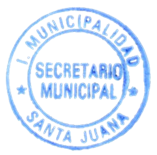 I. MUNICIPALIDAD
SECRETARIO
MUNICIPAL
SANTA JUANA